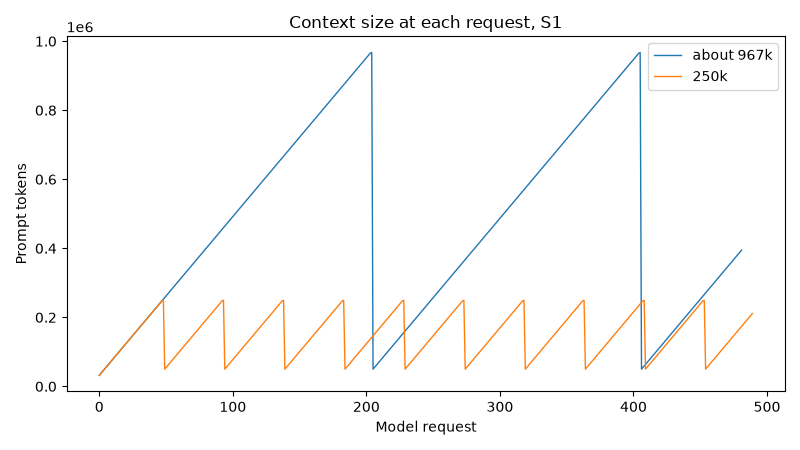 Context size at each request, S1
1e6
about 967k
250k
1.0
0.8
0.6
0.4
0.2
0.0
Prompt tokens
0 100 200 300 400 500
Model request